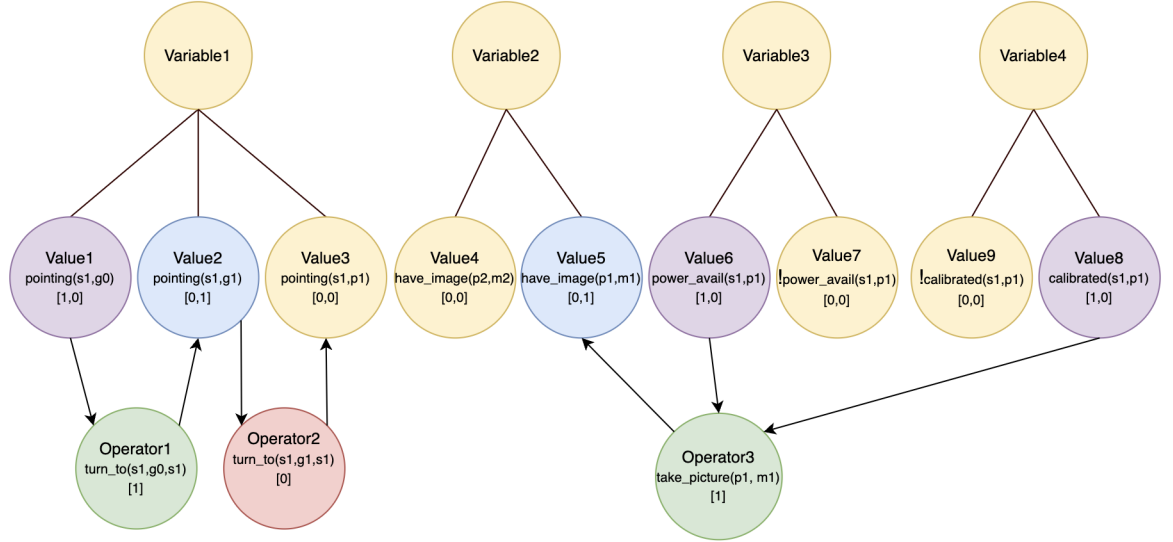 Variable1
Variable2
Variable3
Variable4
Value1
pointing(s1,g0)
[1,0]
Value2
pointing(s1,g1)
[0,1]
Value3
pointing(s1,p1)
[0,0]
Value4
have_image(p2,m2)
[0,0]
Value5
have_image(p1,m1)
[0,1]
Value6
power_avail(s1,p1)
[1,0]
Value7
!power_avail(s1,p1)
[0,0]
Value9
!calibrated(s1,p1)
[0,0]
Value8
calibrated(s1,p1)
[1,0]
Operator1
turn_to(s1,g0,s1)
[1]
Operator2
turn_to(s1,g1,s1)
[0]
Operator3
take_picture(p1, m1)
[1]